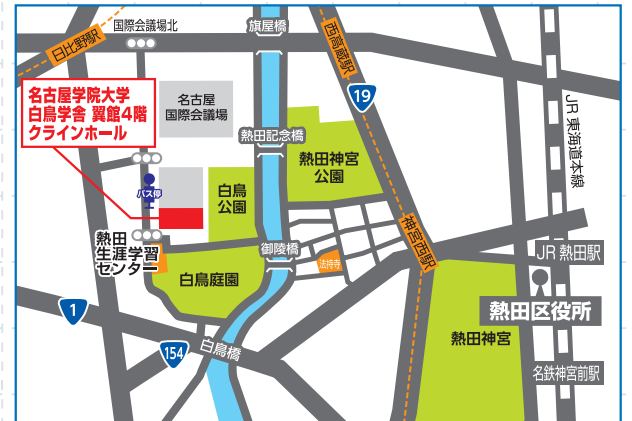 国際会議場北
旗屋橋
日比野駅
西高蔵駅
19
名古屋学院大学
白鳥学舎 翼館4階
クラインホール
名古屋
国際会議場
JR 東海道本線
熱田記念橋
熱田神宮
公園
白鳥
公園
バス停
神宮西駅
熱田
生涯学習
センター
御陵橋
法持寺
JR 熱田駅
白鳥庭園
熱田区役所
1
154
白鳥橋
熱田神宮
名鉄神宮前駅